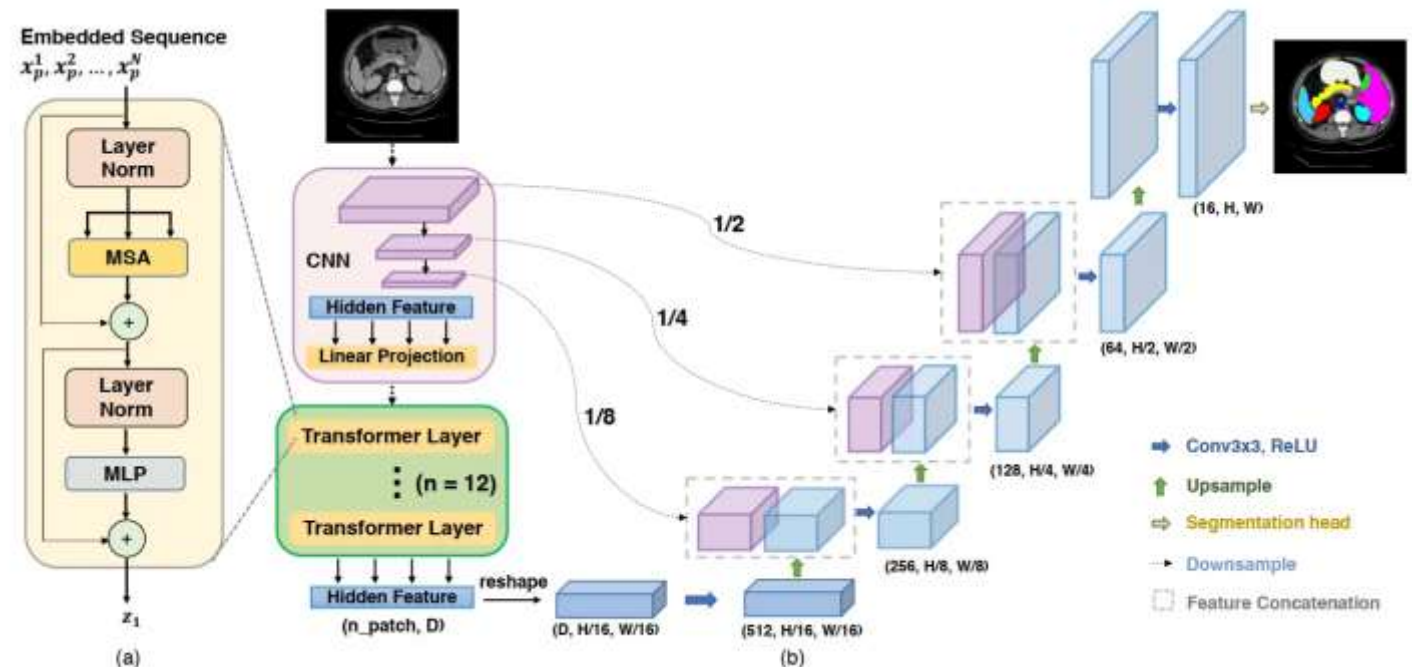 Embedded Sequence
x_p^1, x_p^2, ..., x_p^N
Layer
Norm
MSA
+
Layer
Norm
MLP
+
z_1
(a)
CNN
Hidden Feature
Linear Projection
Transformer Layer
(n = 12)
Transformer Layer
Hidden Feature
(n_patch, D)
reshape
(D, H/16, W/16)
(512, H/16, W/16)
(b)
1/2
1/4
1/8
(256, H/8, W/8)
(128, H/4, W/4)
(64, H/2, W/2)
(16, H, W)
Conv3x3, ReLU
Upsample
Segmentation head
Downsample
Feature Concatenation